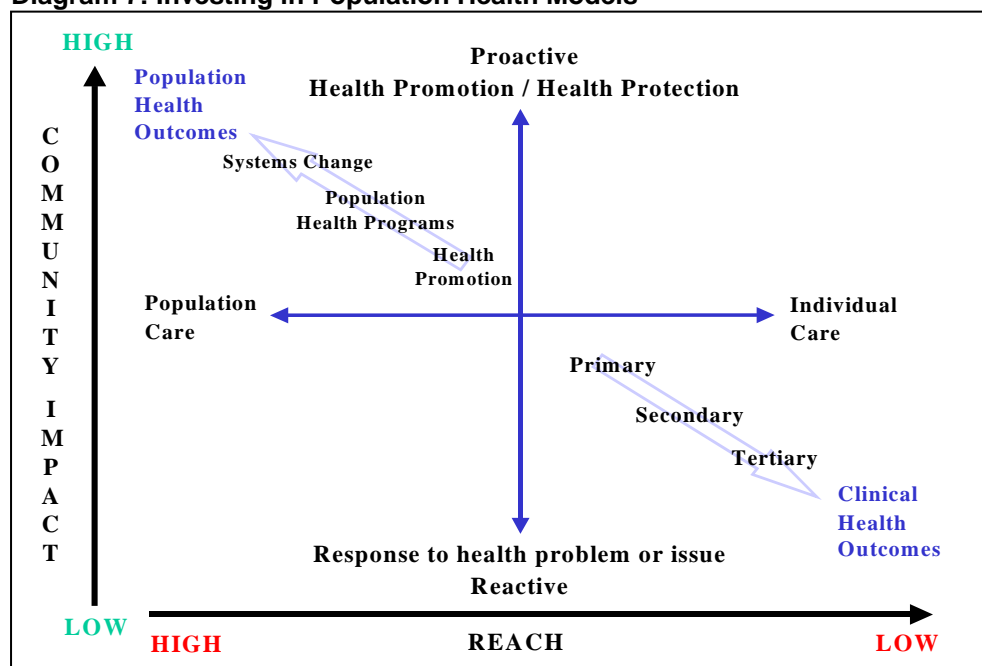 Diagram 7: Investing in Population Health Models
HIGH
Proactive
Health Promotion / Health Protection
Population
Health
Outcomes
COMMUNITY IMPACT
Systems Change
Population
Health Programs
Health
Promotion
Population
Care
Individual
Care
Primary
Secondary
Tertiary
Clinical
Health
Outcomes
Response to health problem or issue
Reactive
LOW
HIGH
REACH
LOW